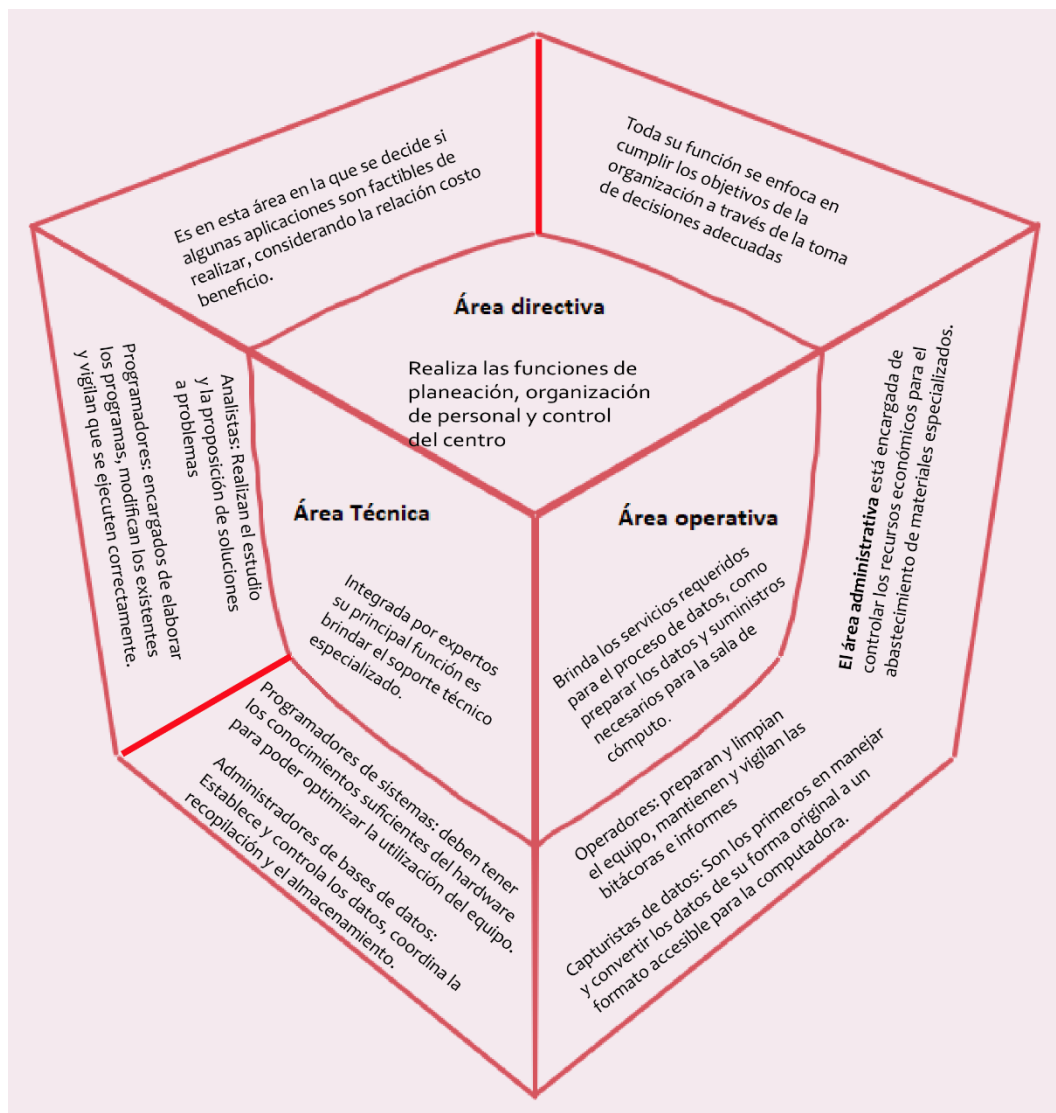 Es en esta área en la que se decide si
algunas aplicaciones son factibles de
realizar, considerando la relación costo
beneficio.
Toda su función se enfoca en
cumplir los objetivos de la
organización a través de la toma
de decisiones adecuadas
Área directiva
Realiza las funciones de
planeación, organización
de personal y control
del centro
Programadores: encargados de elaborar
los programas, modifican los existentes
y vigilan que se ejecuten correctamente.
Analistas: Realizan el estudio
y la proposición de soluciones
a problemas
Área Técnica
Integrada por expertos
su principal función es
brindar el soporte técnico
especializado.
Programadores de sistemas: deben tener
los conocimientos suficientes del hardware
para poder optimizar la utilización del equipo.
Administradores de bases de datos:
Establece y controla los datos, coordina la
recopilación y el almacenamiento.
Área operativa
Brinda los servicios requeridos
para el proceso de datos, como
preparar los datos y suministros
necesarios para la sala de
cómputo.
El área administrativa está encargada de
controlar los recursos económicos para el
abastecimiento de materiales especializados.
Operadores: preparan y limpian
el equipo, mantienen y vigilan las
bitácoras e informes
Capturistas de datos: Son los primeros en manejar
y convertir los datos de su forma original a un
formato accesible para la computadora.